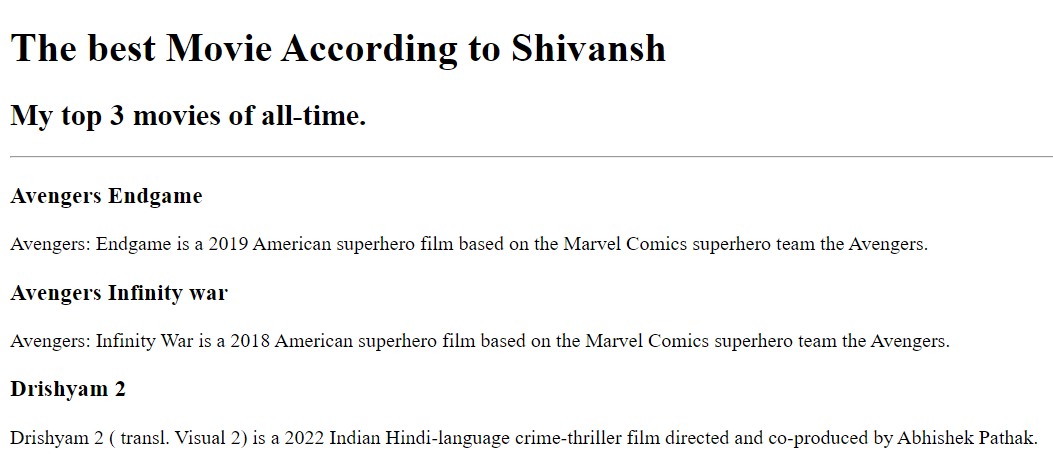 The best Movie According to Shivansh
My top 3 movies of all-time.
Avengers Endgame
Avengers: Endgame is a 2019 American superhero film based on the Marvel Comics superhero team the Avengers.
Avengers Infinity war
Avengers: Infinity War is a 2018 American superhero film based on the Marvel Comics superhero team the Avengers.
Drishyam 2
Drishyam 2 ( transl. Visual 2) is a 2022 Indian Hindi-language crime-thriller film directed and co-produced by Abhishek Pathak.